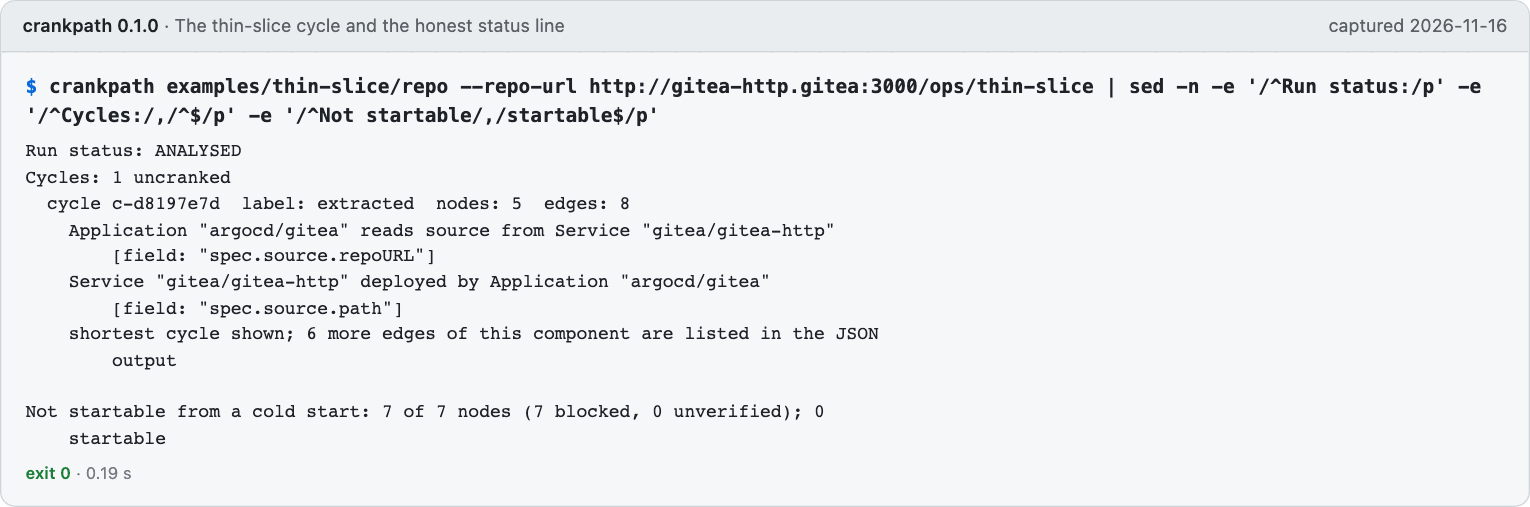 crankpath 0.1.0 · The thin-slice cycle and the honest status line
captured 2026-11-16
$ crankpath examples/thin-slice/repo --repo-url http://gitea-http.gitea:3000/ops/thin-slice | sed -n -e '/^Run status:/p' -e
'/^Cycles:/,/^$/p' -e '/^Not startable/,/startable$/p'
Run status: ANALYSED
Cycles: 1 uncranked
  cycle c-d8197e7d  label: extracted  nodes: 5  edges: 8
    Application "argocd/gitea" reads source from Service "gitea/gitea-http"
        [field: "spec.source.repoURL"]
    Service "gitea/gitea-http" deployed by Application "argocd/gitea"
        [field: "spec.source.path"]
    shortest cycle shown; 6 more edges of this component are listed in the JSON
        output
Not startable from a cold start: 7 of 7 nodes (7 blocked, 0 unverified); 0
    startable
exit 0 · 0.19 s